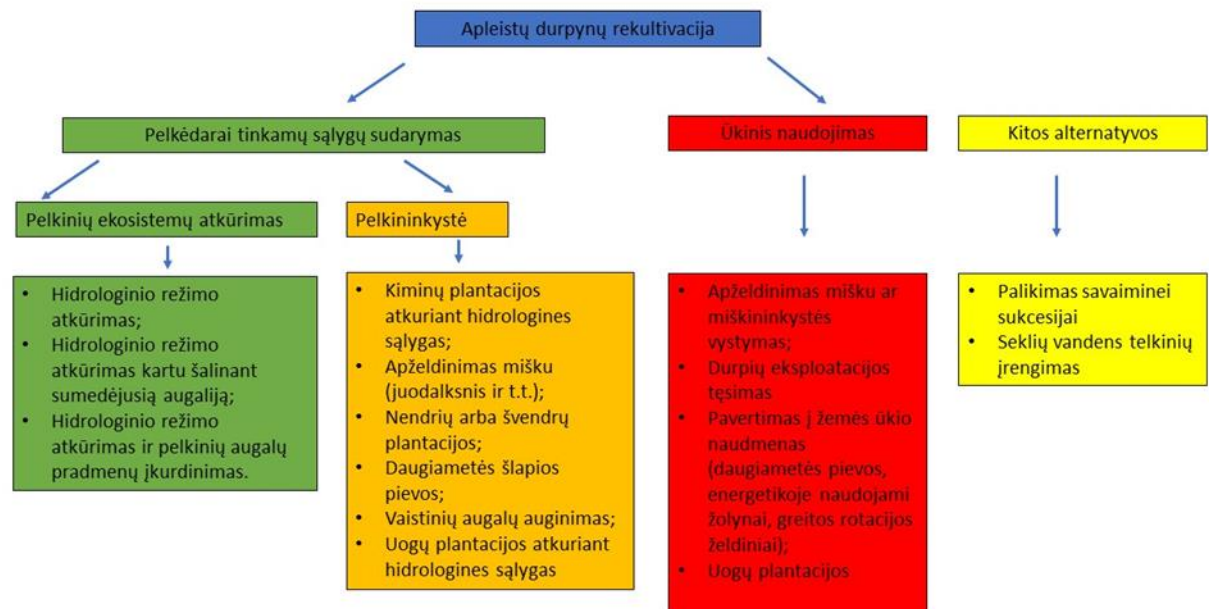 Apleistų durpynų rekultivacija
Pelkėdarai tinkamų sąlygų sudarymas
Ūkinis naudojimas
Kitos alternatyvos
Pelkinių ekosistemų atkūrimas
Pelkininkystė
• Hidrologinio režimo
atkūrimas;
• Hidrologinio režimo
atkūrimas kartu šalinant
sumedėjusią augaliją;
• Hidrologinio režimo
atkūrimas ir pelkinių augalų
pradmenų įkurdinimas.
• Kiminų plantacijos
atkuriant hidrologines
sąlygas;
• Apželdinimas mišku
(juodalksnis ir t.t.);
• Nendrių arba švendrų
plantacijos;
• Daugiametės šlapios
pievos;
• Vaistinių augalų auginimas;
• Uogų plantacijos atkuriant
hidrologines sąlygas
• Apželdinimas mišku ar
miškininkystės
vystymas;
• Durpių eksploatacijos
tęsimas
• Pavertimas į žemės ūkio
naudmenas
(daugiametės pievos,
energetikoje naudojami
žolynai, greitos rotacijos
želdiniai);
• Uogų plantacijos
• Palikimas savaiminei
sukcesijai
• Seklių vandens telkinių
įrengimas